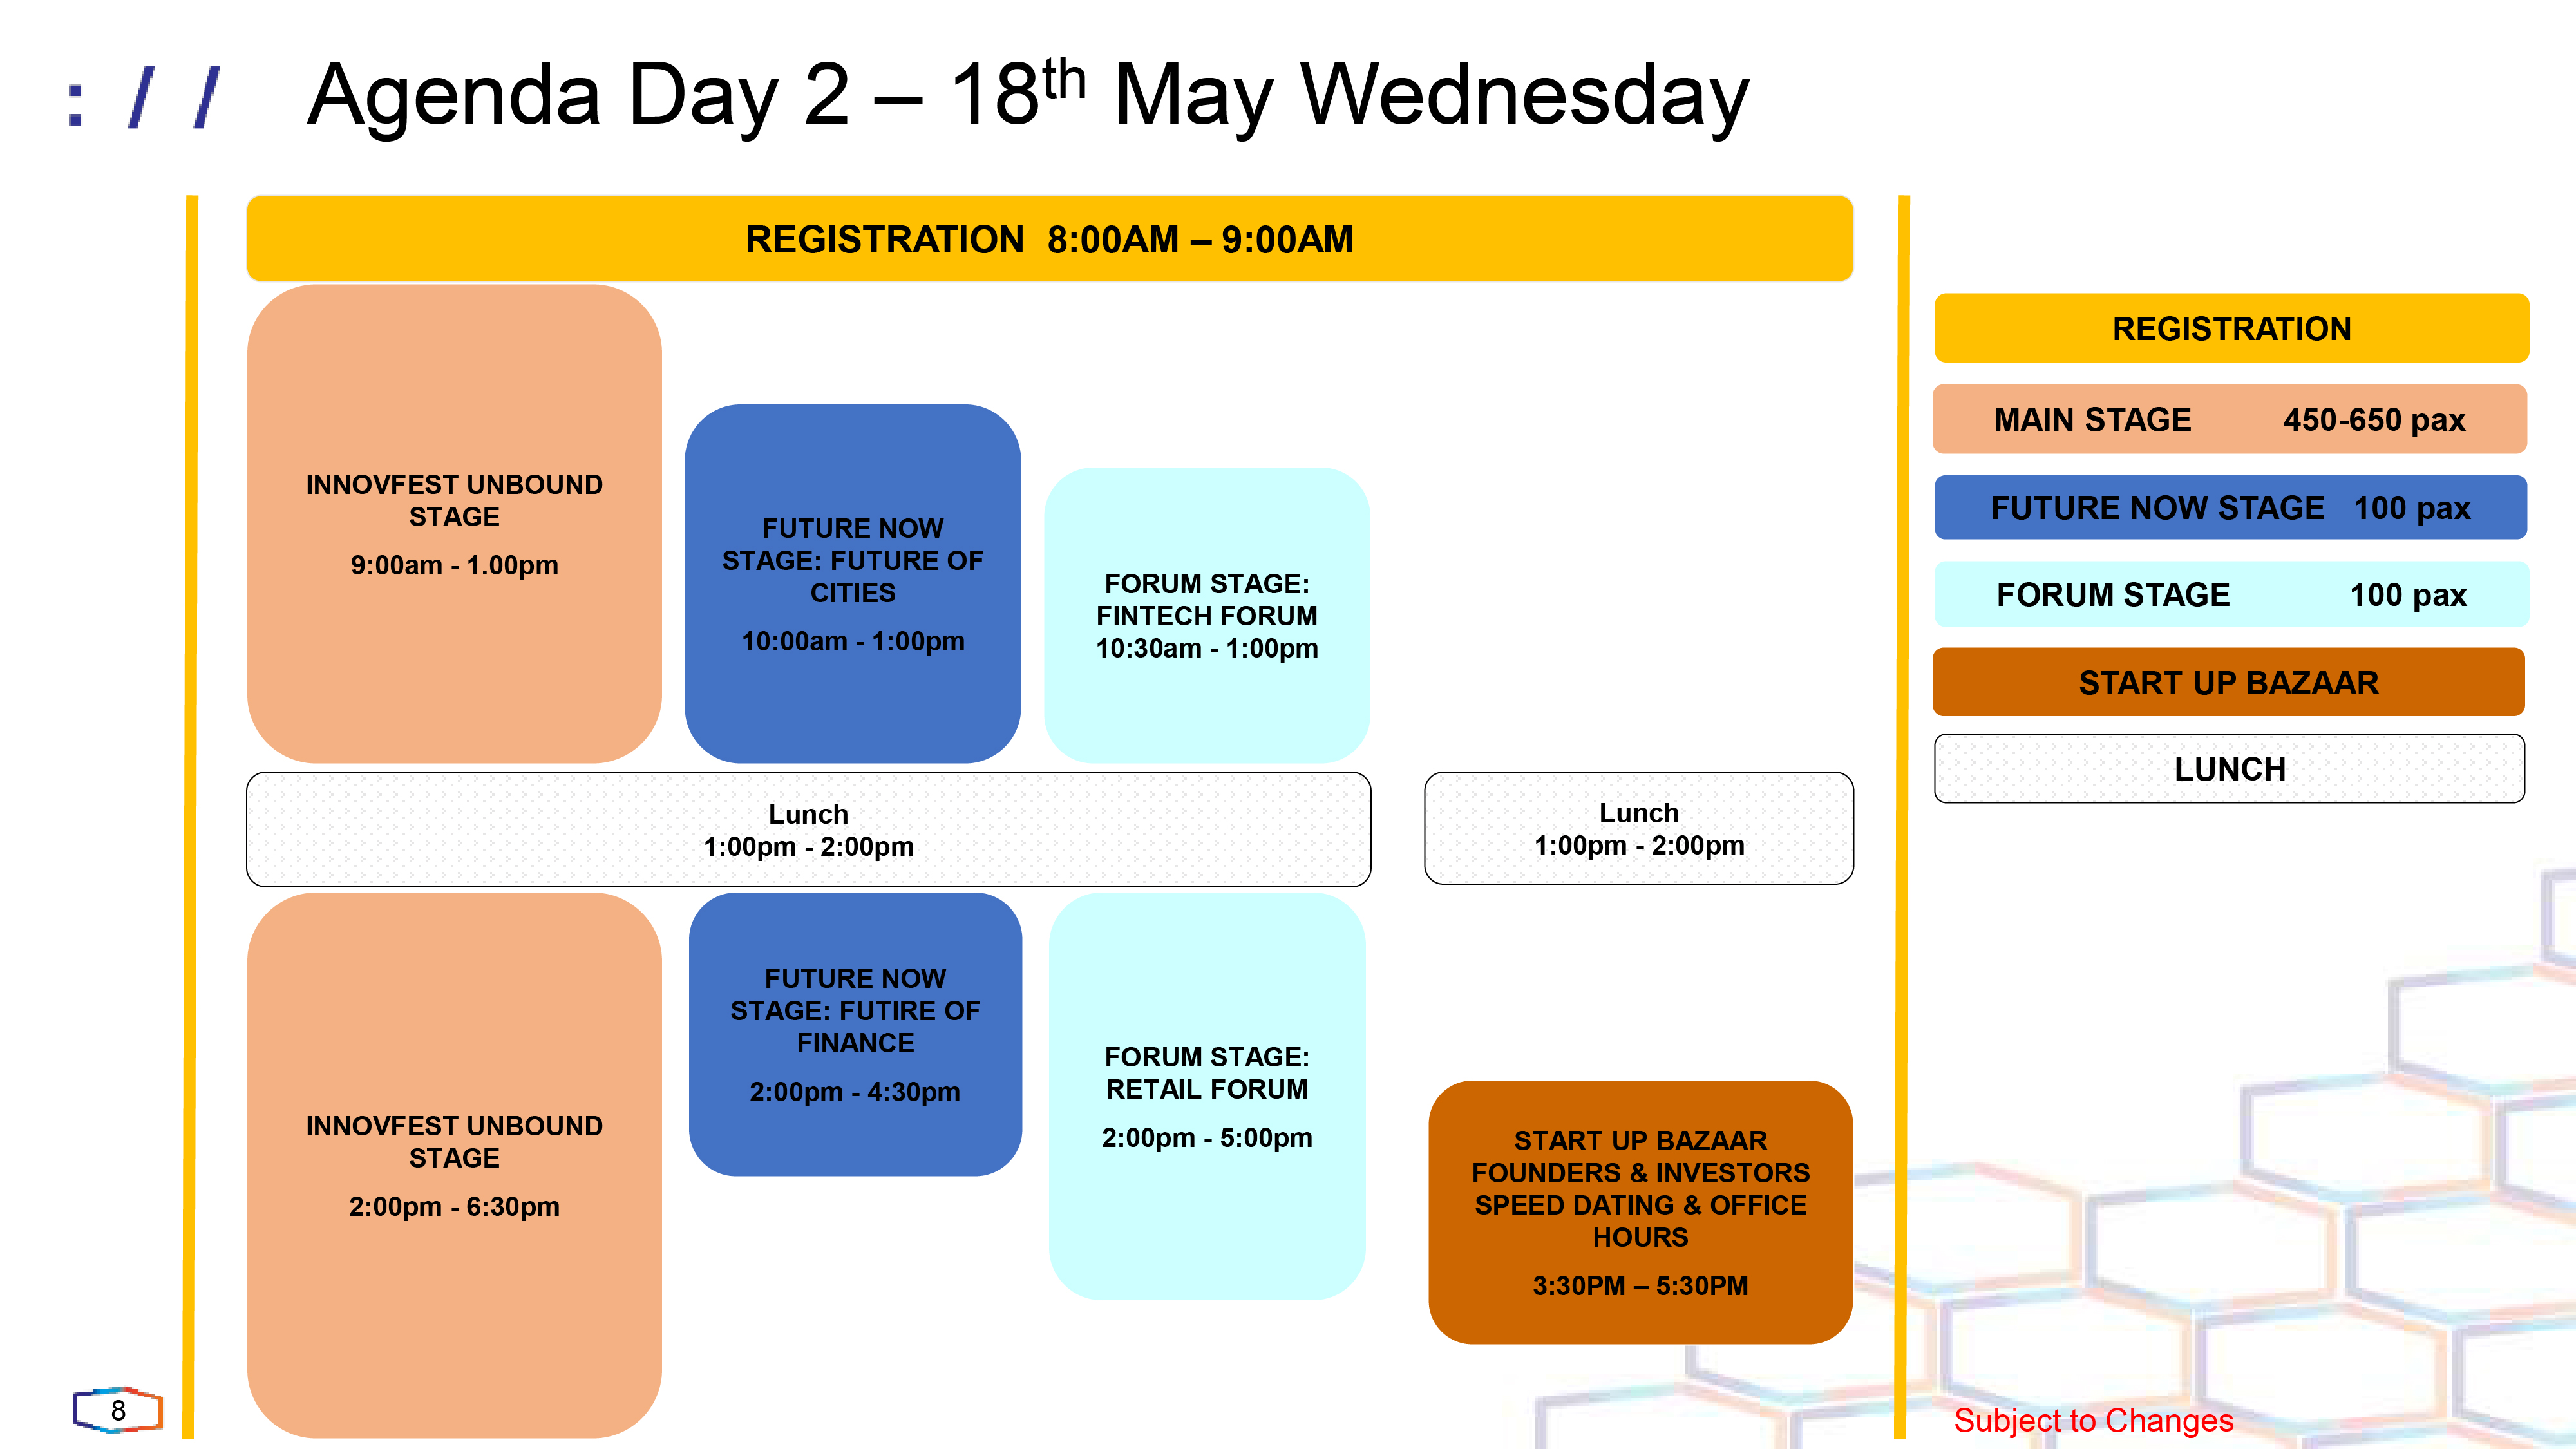 : / / Agenda Day 2 – 18th May Wednesday
REGISTRATION 8:00AM – 9:00AM
INNOVFEST UNBOUND
STAGE
9:00am - 1.00pm
FUTURE NOW
STAGE: FUTURE OF
CITIES
10:00am - 1:00pm
FORUM STAGE:
FINTECH FORUM
10:30am - 1:00pm
Lunch
1:00pm - 2:00pm
Lunch
1:00pm - 2:00pm
INNOVFEST UNBOUND
STAGE
2:00pm - 6:30pm
FUTURE NOW
STAGE: FUTIRE OF
FINANCE
2:00pm - 4:30pm
FORUM STAGE:
RETAIL FORUM
2:00pm - 5:00pm
START UP BAZAAR
FOUNDERS & INVESTORS
SPEED DATING & OFFICE
HOURS
3:30PM – 5:30PM
REGISTRATION
MAIN STAGE 450-650 pax
FUTURE NOW STAGE 100 pax
FORUM STAGE 100 pax
START UP BAZAAR
LUNCH
8
Subject to Changes